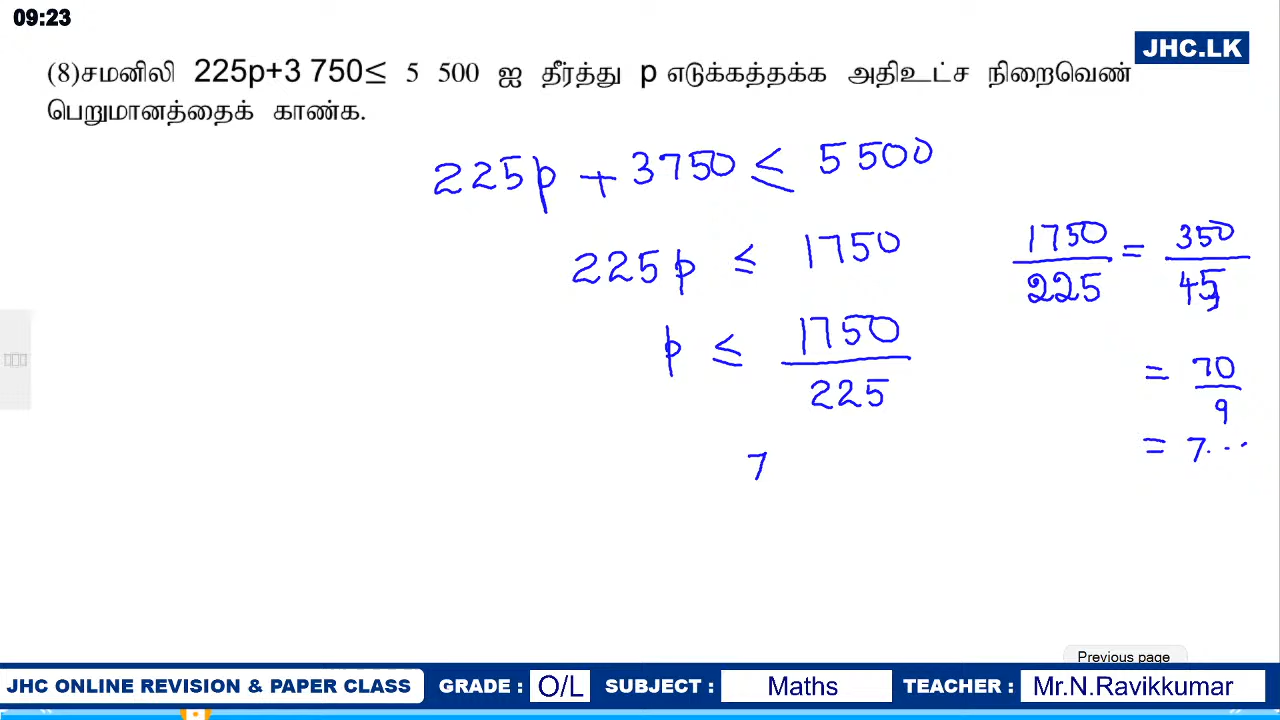 09:23
JHC.LK
(8)சமனிலி 225p+3 750≤ 5 500 ஐ தீர்த்து p எடுக்கத்தக்க அதிஉட்ச நிறைவெண்
பெறுமானத்தைக் காண்க.
225p + 3750 ≤ 5500
225p ≤ 1750
p ≤ 1750/225
7
1750/225 = 350/45
= 70/9
= 7...
Previous page
JHC ONLINE REVISION & PAPER CLASS GRADE : O/L SUBJECT : Maths TEACHER : Mr.N.Ravikkumar